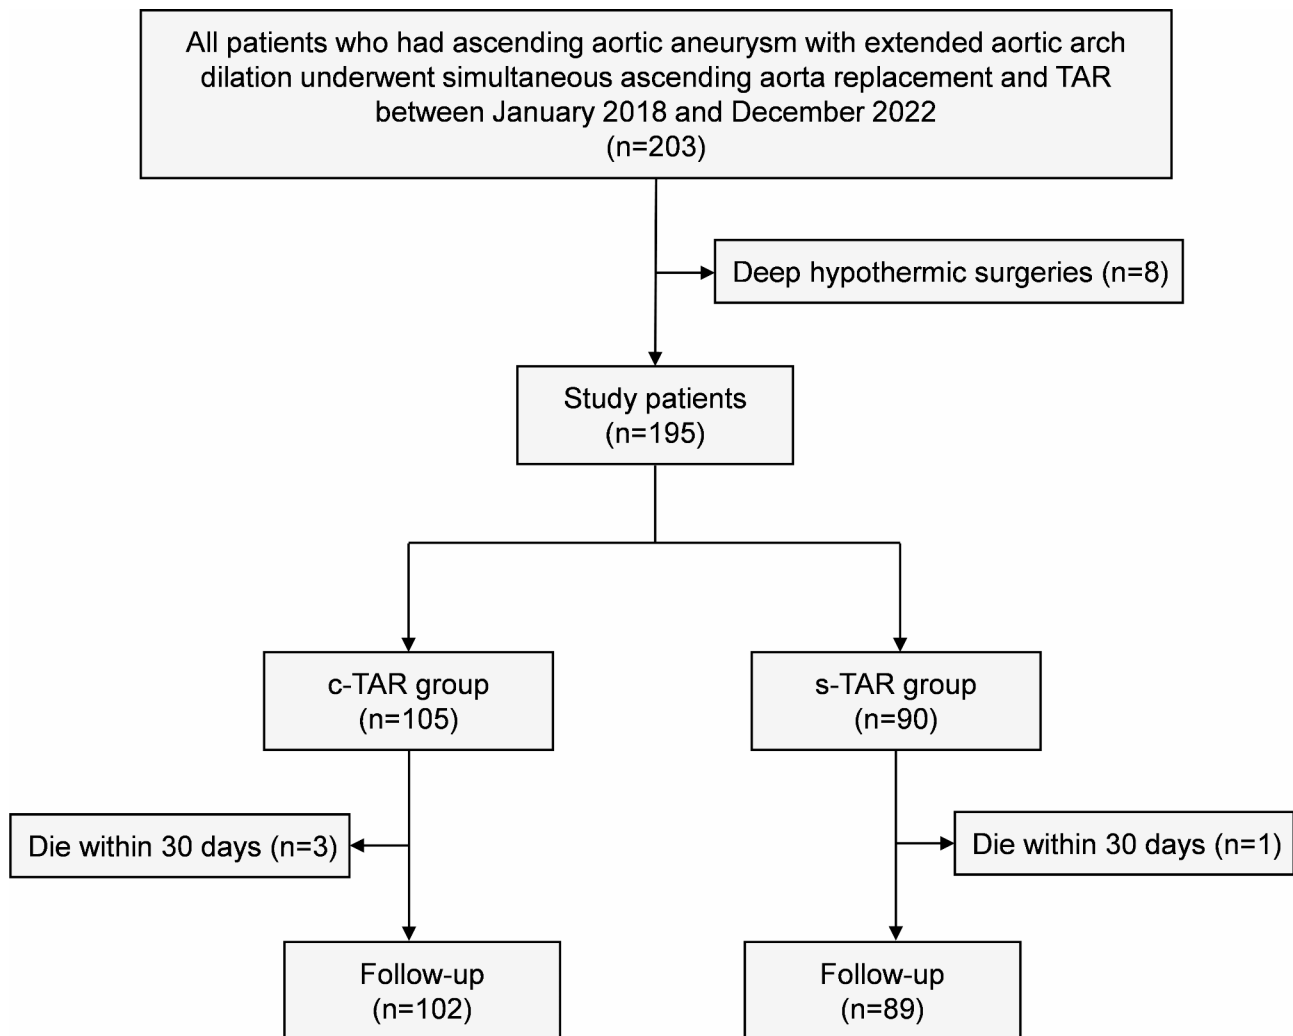 All patients who had ascending aortic aneurysm with extended aortic arch
dilation underwent simultaneous ascending aorta replacement and TAR
between January 2018 and December 2022
(n=203)
Deep hypothermic surgeries (n=8)
Study patients
(n=195)
c-TAR group
(n=105)
s-TAR group
(n=90)
Die within 30 days (n=3)
Die within 30 days (n=1)
Follow-up
(n=102)
Follow-up
(n=89)